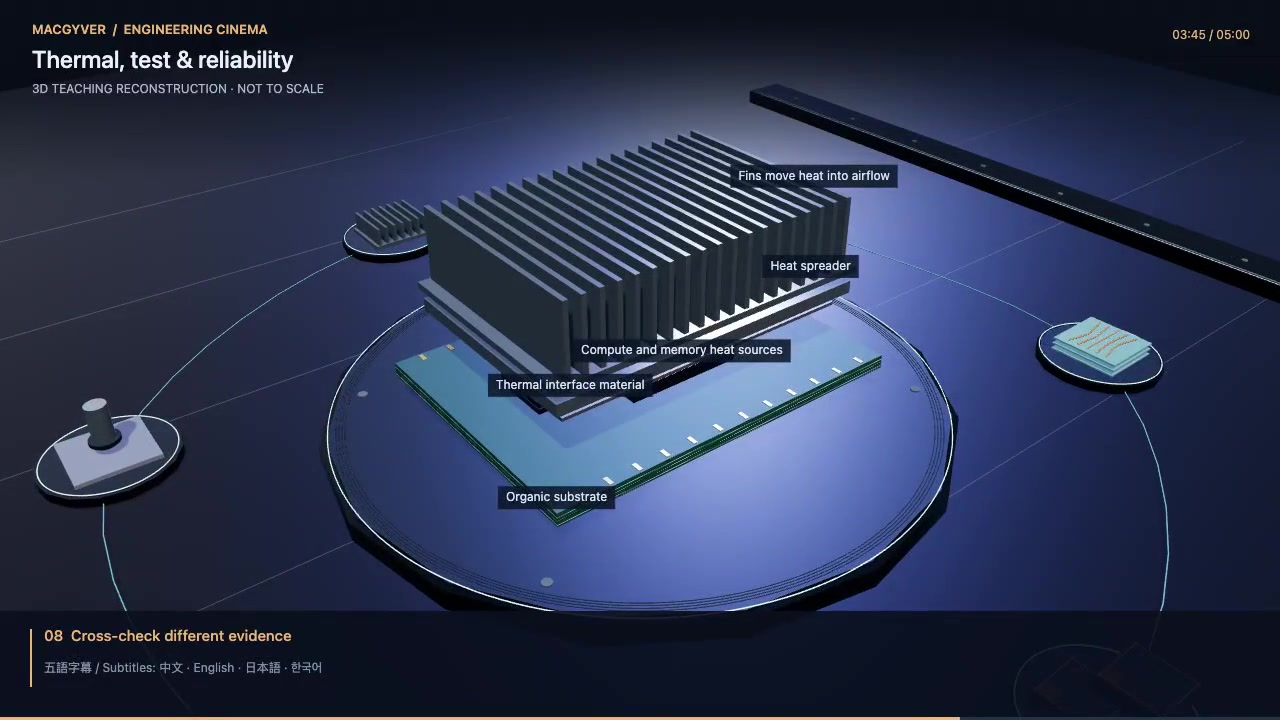 MACGYVER / ENGINEERING CINEMA
03:45 / 05:00
Thermal, test & reliability
3D TEACHING RECONSTRUCTION · NOT TO SCALE
Fins move heat into airflow
Heat spreader
Compute and memory heat sources
Thermal interface material
Organic substrate
08 Cross-check different evidence
五語字幕 / Subtitles: 中文 · English · 日本語 · 한국어